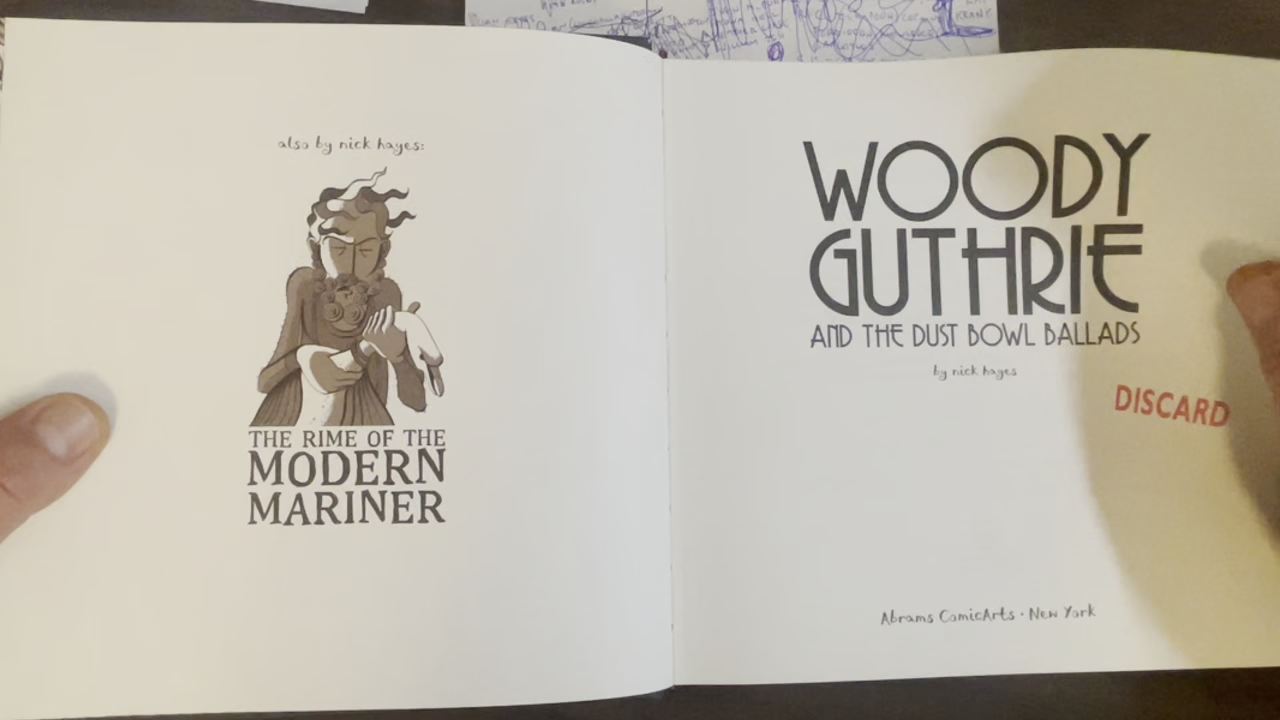 KRANK
also by nick hayes:
THE RIME OF THE
MODERN
MARINER
WOODY
GUTHRIE
AND THE DUST BOWL BALLADS
by nick hayes
DISCARD
Abrams ComicArts · New York